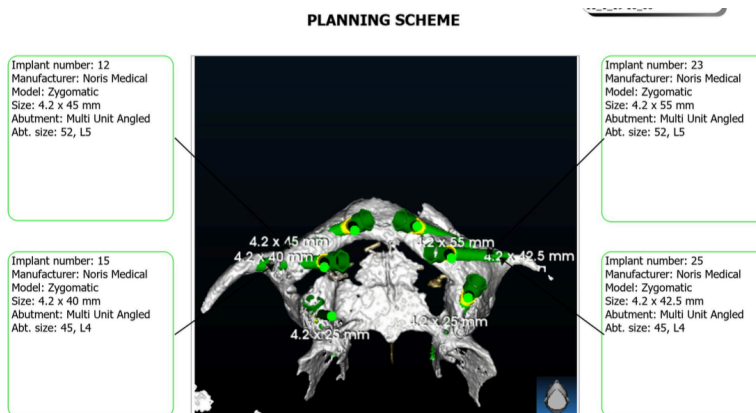 PLANNING SCHEME
Implant number: 12
Manufacturer: Noris Medical
Model: Zygomatic
Size: 4.2 x 45 mm
Abutment: Multi Unit Angled
Abt. size: 52, L5
Implant number: 23
Manufacturer: Noris Medical
Model: Zygomatic
Size: 4.2 x 55 mm
Abutment: Multi Unit Angled
Abt. size: 52, L5
4.2 x 45 mm
4.2 x 55 mm
4.2 x 40 mm
4.2 x 42.5 mm
4.2 x 25 mm
4.2 x 25 mm
Implant number: 15
Manufacturer: Noris Medical
Model: Zygomatic
Size: 4.2 x 40 mm
Abutment: Multi Unit Angled
Abt. size: 45, L4
Implant number: 25
Manufacturer: Noris Medical
Model: Zygomatic
Size: 4.2 x 42.5 mm
Abutment: Multi Unit Angled
Abt. size: 45, L4